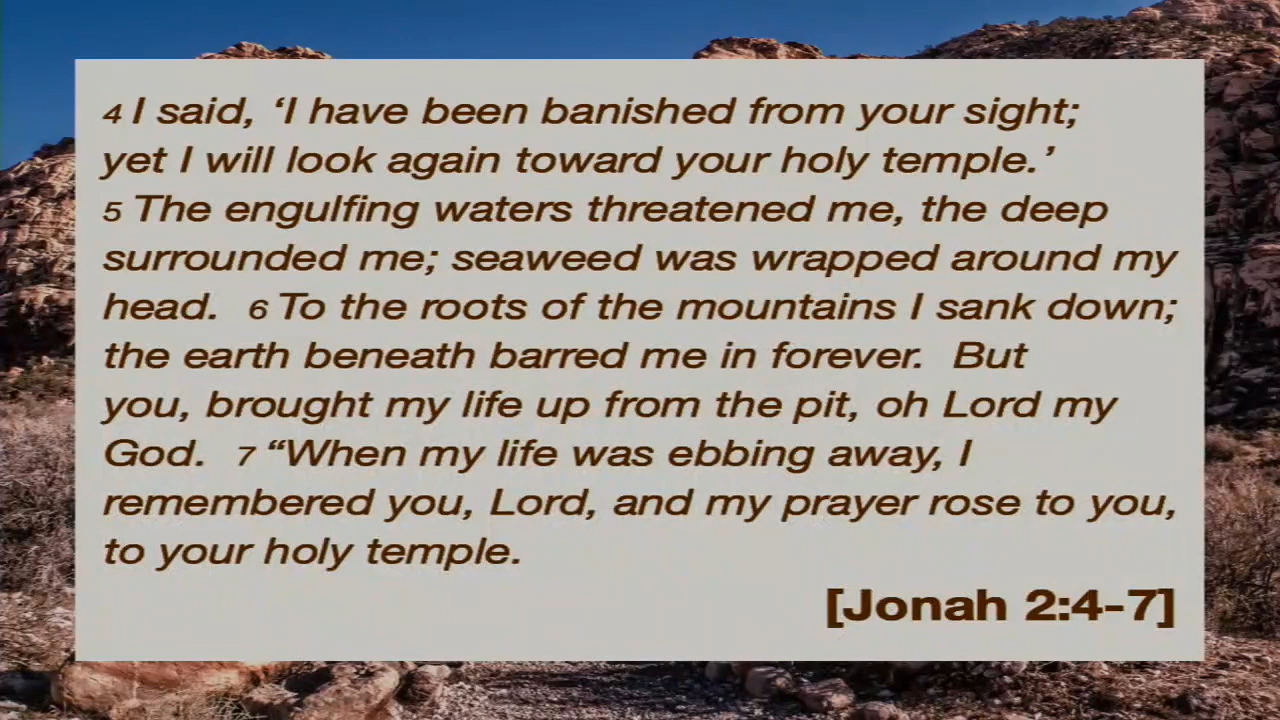 4 I said, ‘I have been banished from your sight;
yet I will look again toward your holy temple.’
5 The engulfing waters threatened me, the deep
surrounded me; seaweed was wrapped around my
head.  6 To the roots of the mountains I sank down;
the earth beneath barred me in forever.  But
you, brought my life up from the pit, oh Lord my
God.  7 “When my life was ebbing away, I
remembered you, Lord, and my prayer rose to you,
to your holy temple.
[Jonah 2:4-7]